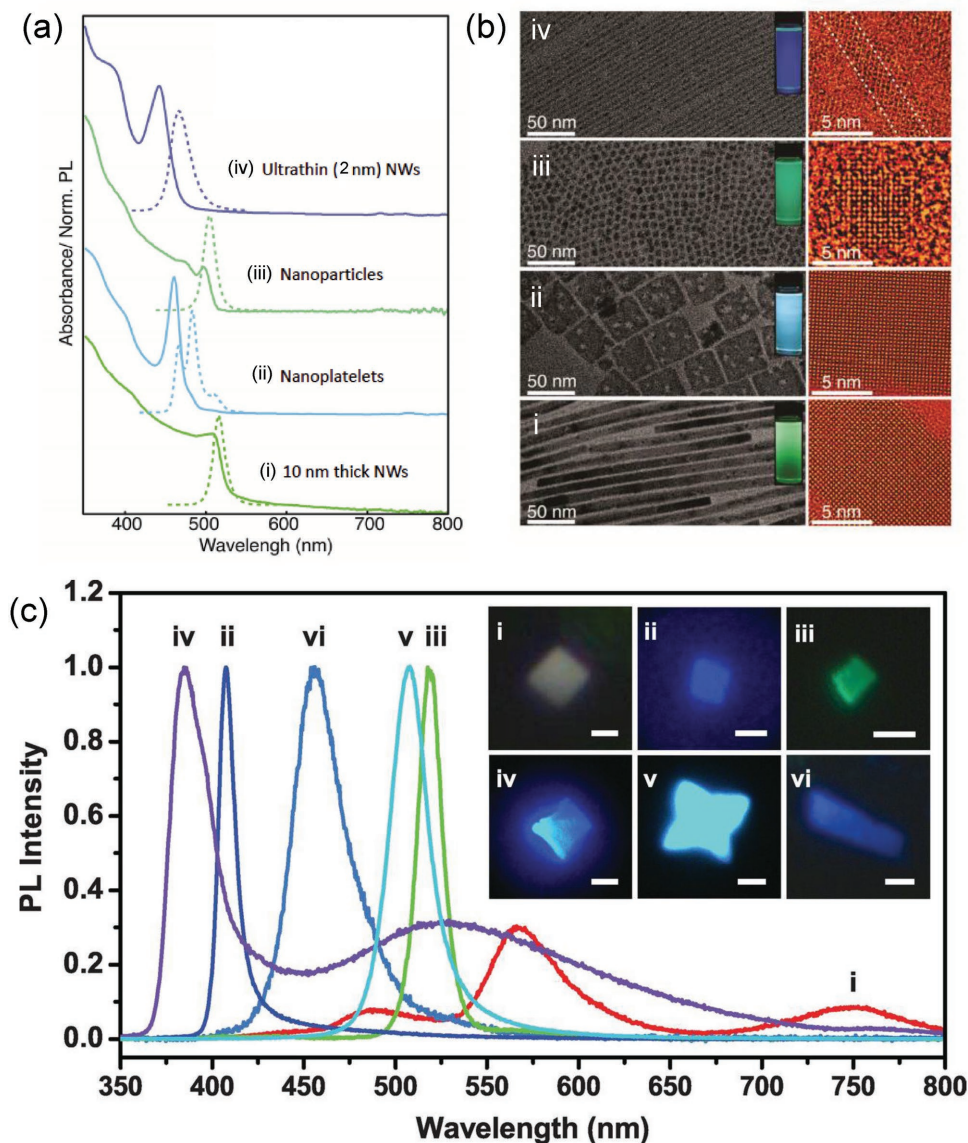 (a)
Absorbance/ Norm. PL
(iv) Ultrathin (2 nm) NWs
(iii) Nanoparticles
(ii) Nanoplatelets
(i) 10 nm thick NWs
400 500 600 700 800
Wavelengh (nm)
(b)
iv
50 nm
5 nm
iii
50 nm
5 nm
ii
50 nm
5 nm
i
50 nm
5 nm
(c)
PL Intensity
1.2
1.0
0.8
0.6
0.4
0.2
0.0
iv ii vi v iii
i
i ii iii
iv v vi
350 400 450 500 550 600 650 700 750 800
Wavelength (nm)